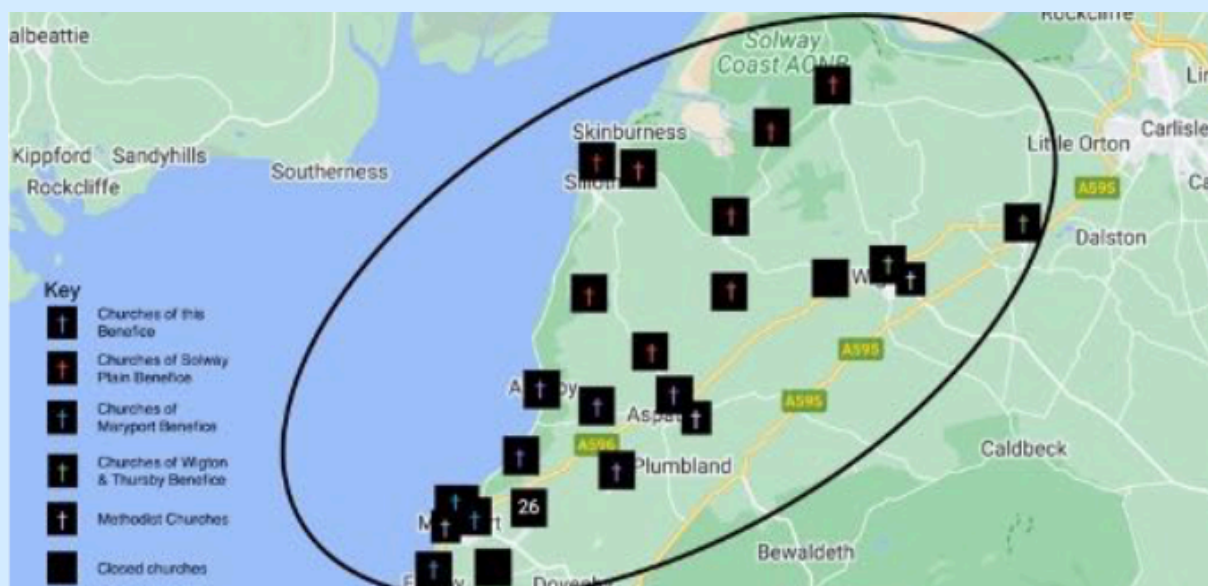 albeattie
Rockcliffe
Solway
Coast AONB
Skinburness
Carlisle
Kippford
Sandyhills
Little Orton
Southerness
Rockcliffe
A595
Dalston
Key
Churches of this
Benefice
Churches of Solway
Plain Benefice
A595
Churches of
Maryport Benefice
A595
A596
Caldbeck
Churches of Wigton
& Thursby Benefice
Plumbland
26
Methodist Churches
Bewaldeth
Closed churches